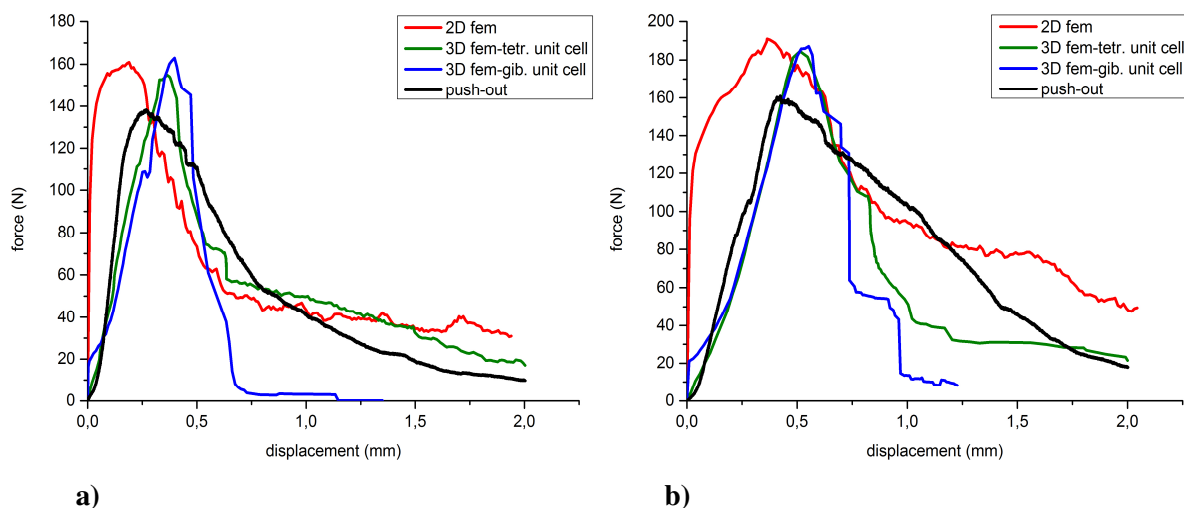 180
160
140
120
100
80
60
40
20
0
force (N)
0,0
0,5
1,0
1,5
2,0
displacement (mm)
2D fem
3D fem-tetr. unit cell
3D fem-gib. unit cell
push-out
a)
200
180
160
140
120
100
80
60
40
20
0
force (N)
0,0
0,5
1,0
1,5
2,0
displacement (mm)
2D fem
3D fem-tetr. unit cell
3D fem-gib. unit cell
push-out
b)